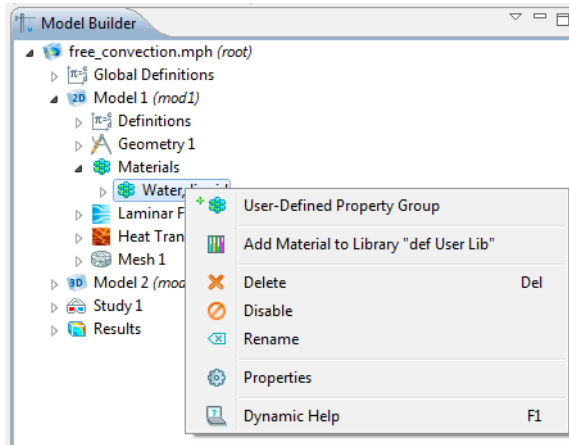 Model Builder
free_convection.mph (root)
Global Definitions
2D Model 1 (mod1)
Definitions
Geometry 1
Materials
Water,
Laminar F
Heat Tran
Mesh 1
3D Model 2 (mod
Study 1
Results
User-Defined Property Group
Add Material to Library "def User Lib"
Delete Del
Disable
Rename
Properties
Dynamic Help F1